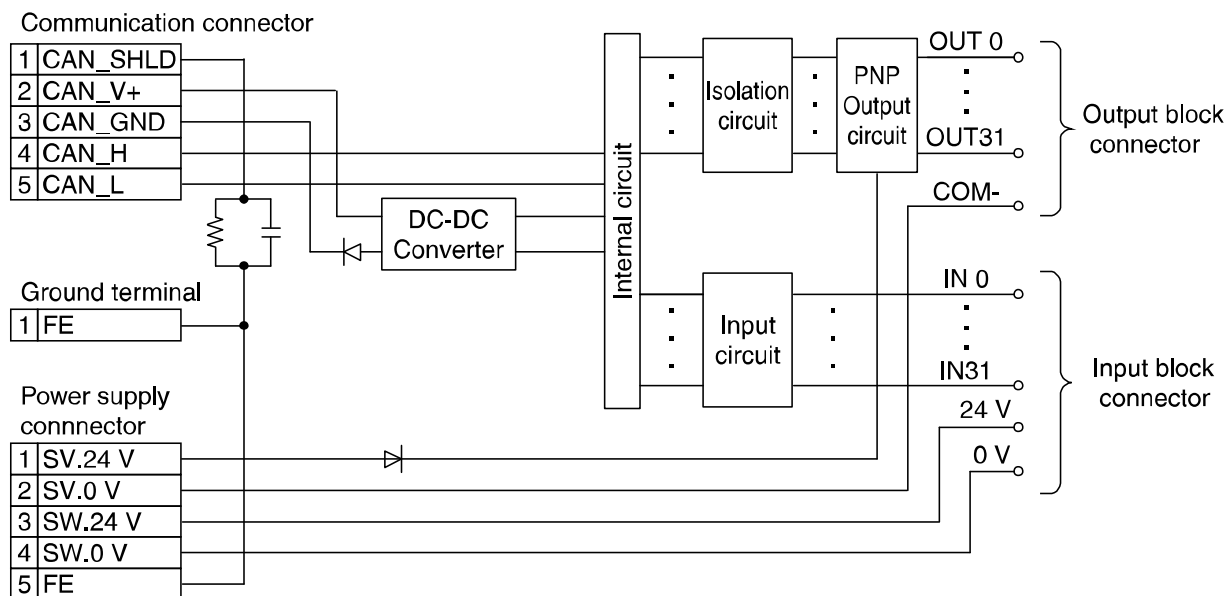 Communication connector
1 CAN_SHLD
2 CAN_V+
3 CAN_GND
4 CAN_H
5 CAN_L
Ground terminal
1 FE
Power supply
connnector
1 SV.24 V
2 SV.0 V
3 SW.24 V
4 SW.0 V
5 FE
DC-DC
Converter
Internal circuit
Isolation
circuit
PNP
Output
circuit
Input
circuit
OUT 0
OUT31
COM-
Output block
connector
IN 0
IN31
24 V
0 V
Input block
connector